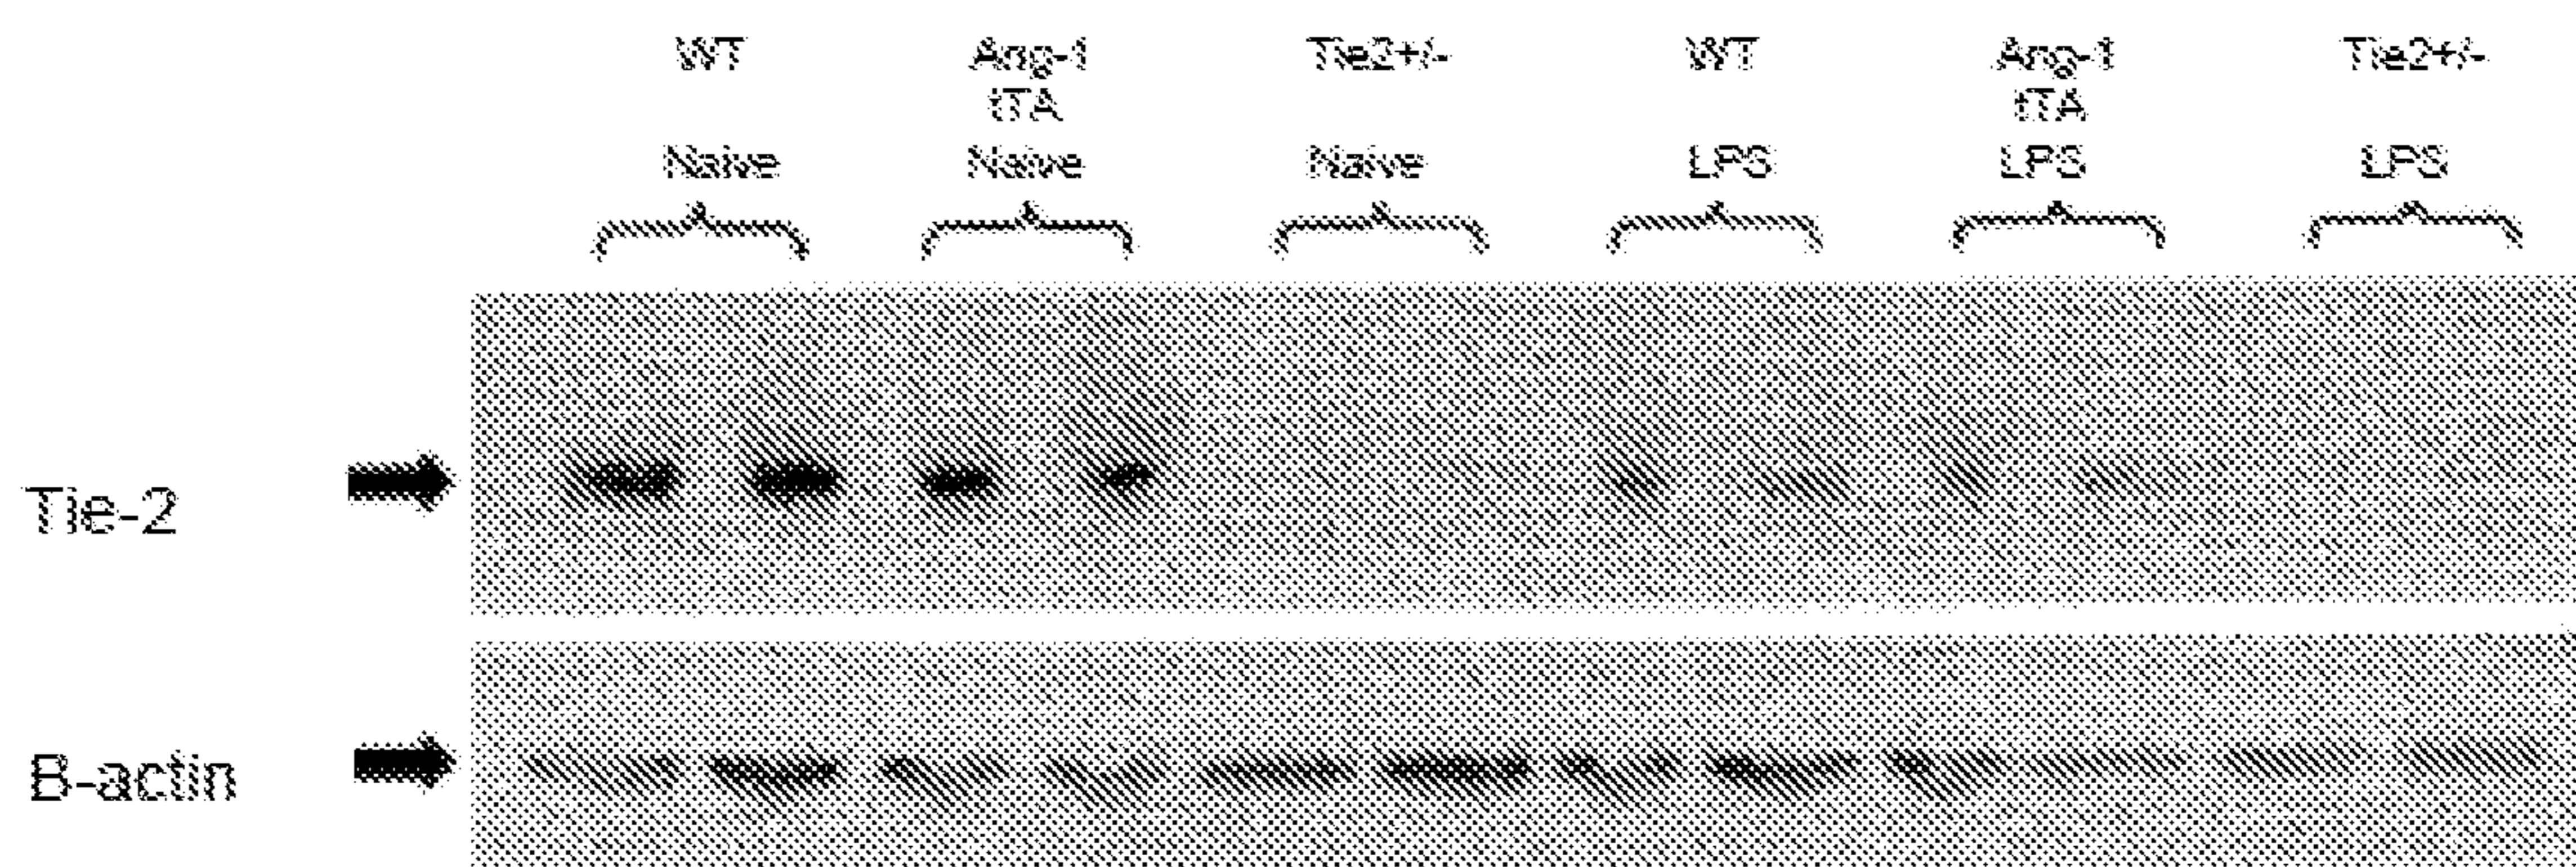 WT Ang-1 Tie2+/- WT Ang-1 Tie2+/-
tTA tTA
Naive Naive Naive LPS LPS LPS
Tie-2
B-actin